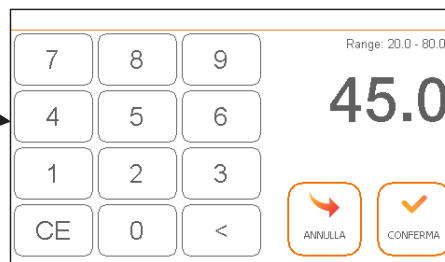 Range: 20.0 - 80.0
7 8 9
45.0
4 5 6
1 2 3
CE 0 <
ANNULLA CONFERMA